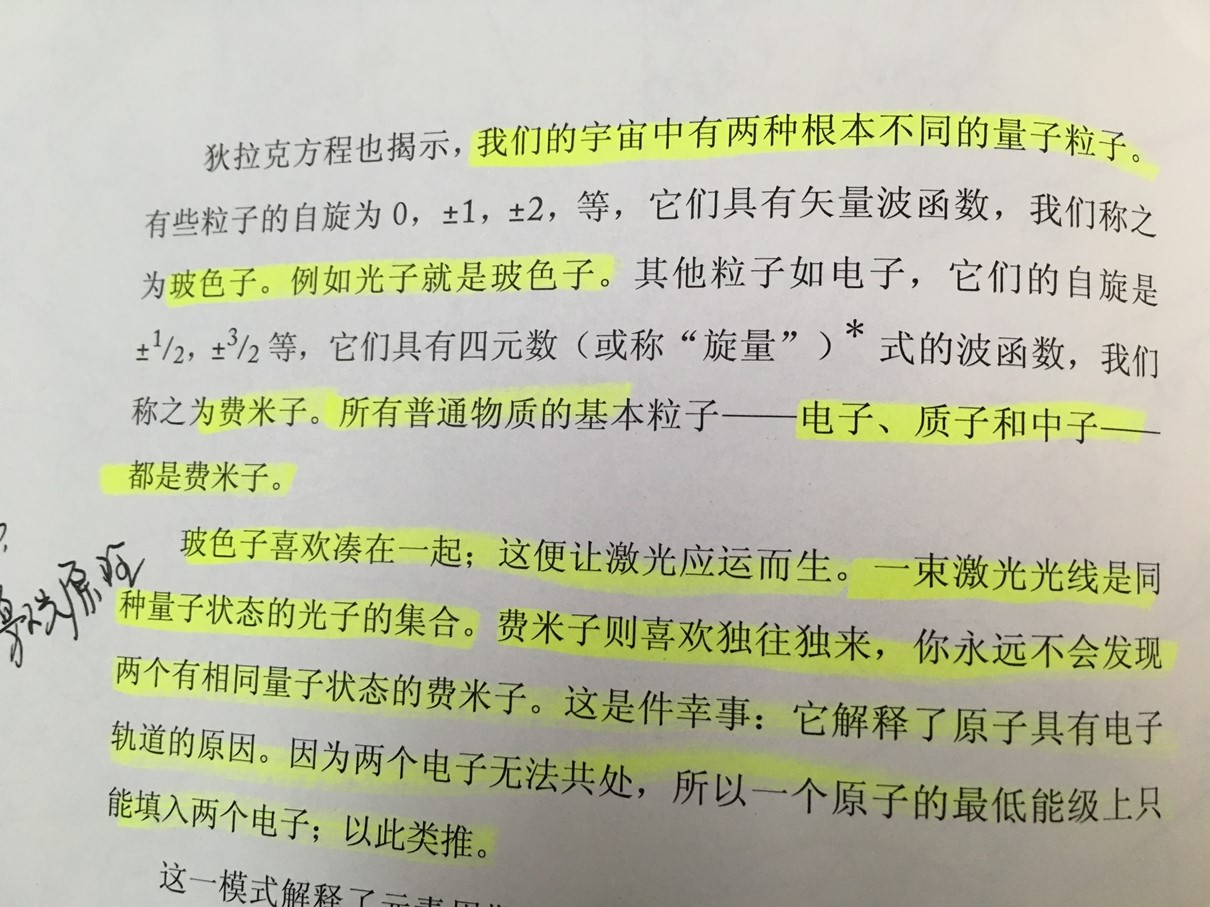 狄拉克方程也揭示，我们的宇宙中有两种根本不同的量子粒子。
有些粒子的自旋为 0，±1，±2，等，它们具有矢量波函数，我们称之
为玻色子。例如光子就是玻色子。其他粒子如电子，它们的自旋是
±1/2，±3/2 等，它们具有四元数（或称“旋量”）* 式的波函数，我们
称之为费米子。所有普通物质的基本粒子——电子、质子和中子——
都是费米子。
玻色子喜欢凑在一起；这便让激光应运而生。一束激光光线是同
种量子状态的光子的集合。费米子则喜欢独往独来，你永远不会发现
两个有相同量子状态的费米子。这是件幸事：它解释了原子具有电子
轨道的原因。因为两个电子无法共处，所以一个原子的最低能级上只
能填入两个电子；以此类推。
这一模式解释了元素周